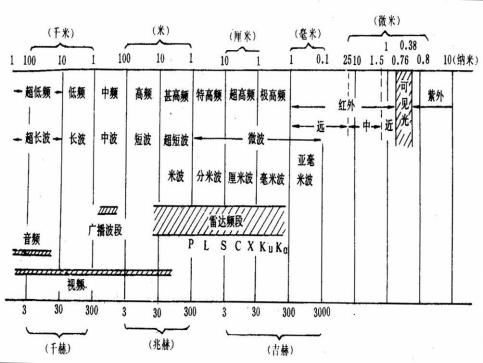 (千米) (米) (厘米) (毫米) (微米)
1 100 10 1 100 10 1 10 1 1 0.1 25 10 1 0.76 0.38 0.8 10(纳米)
超低频 低频 中频 高频 甚高频 特高频 超高频 极高频 红外 可见光 紫外
超长波 长波 中波 短波 超短波 微波 远 中 近
米波 分米波 厘米波 毫米波 亚毫米波
广播波段 雷达频段
音频 P L S C X Ku Kα
视频
3 30 300 3 30 300 3 30 300 3000
(千赫) (兆赫) (吉赫)